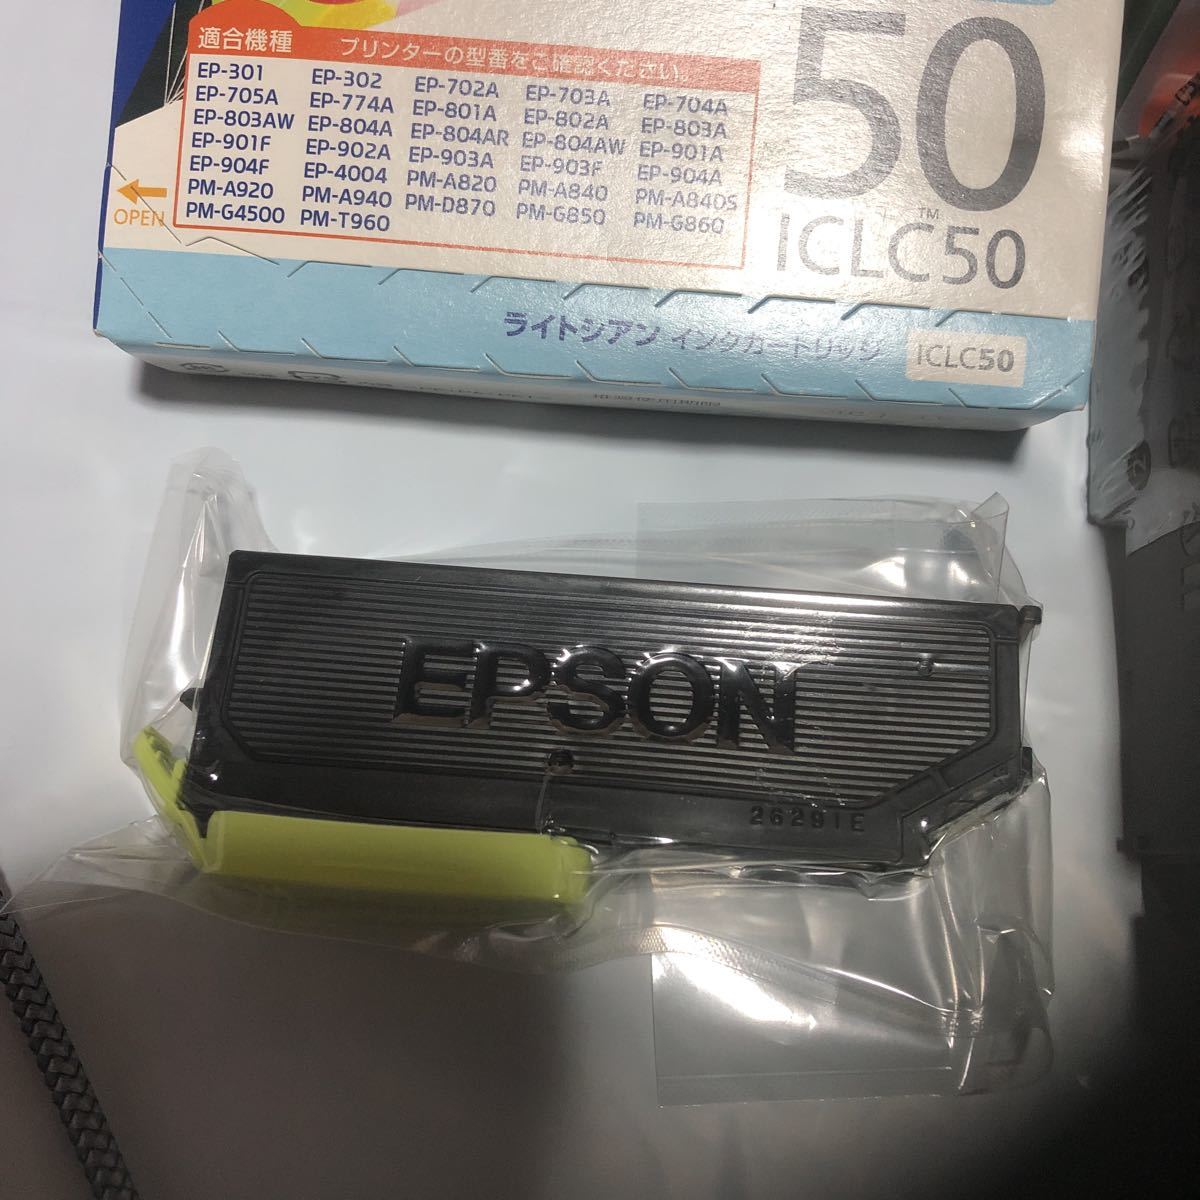 適合機種 プリンターの型番をご確認ください。
EP-301 EP-302 EP-702A EP-703A EP-704A
EP-705A EP-774A EP-801A EP-802A EP-803A
EP-803AW EP-804A EP-804AR EP-804AW EP-901A
EP-901F EP-902A EP-903A EP-903F EP-904A
EP-904F EP-4004 PM-A820 PM-A840 PM-A840S
PM-A920 PM-A940 PM-D870 PM-G850 PM-G860
PM-G4500 PM-T960
OPEN
50
ICLC50
TM
ライトシアン インクカートリッジ ICLC50
EPSON
26291E